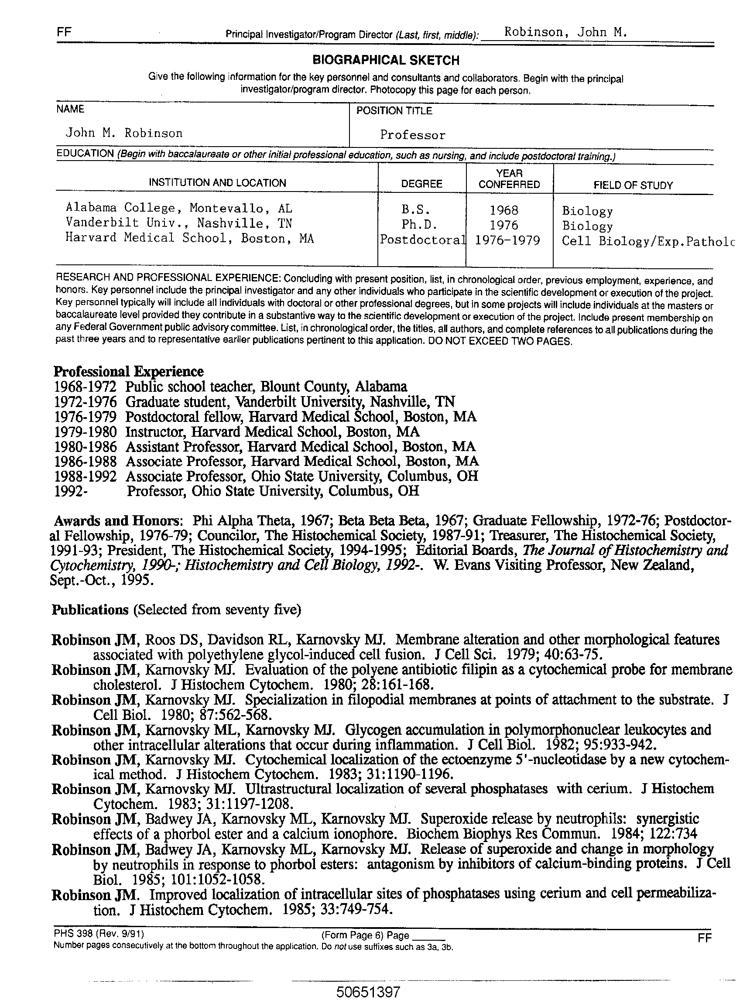 FF
Principal Investigator/Program Director (Last, first, middle): Robinson, John M.
BIOGRAPHICAL SKETCH
Give the following information for the key personnel and consultants and collaborators. Begin with the principal
investigator/program director. Photocopy this page for each person.
NAME
POSITION TITLE
John M. Robinson
Professor
EDUCATION (Begin with baccalaureate or other initial professional education, such as nursing, and include postdoctoral training.)
INSTITUTION AND LOCATION DEGREE YEAR CONFERRED FIELD OF STUDY
Alabama College, Montevallo, AL B.S. 1968 Biology
Vanderbilt Univ., Nashville, TN Ph.D. 1976 Biology
Harvard Medical School, Boston, MA Postdoctoral 1976-1979 Cell Biology/Exp.Patholc
RESEARCH AND PROFESSIONAL EXPERIENCE: Concluding with present position, list, in chronological order, previous employment, experience, and
honors. Key personnel include the principal investigator and any other individuals who participate in the scientific development or execution of the project.
Key personnel typically will include all individuals with doctoral or other professional degrees, but in some projects will include individuals at the masters or
baccalaureate level provided they contribute in a substantive way to the scientific development or execution of the project. Include present membership on
any Federal Government public advisory committee. List, in chronological order, the titles, all authors, and complete references to all publications during the
past three years and to representative earlier publications pertinent to this application. DO NOT EXCEED TWO PAGES.
Professional Experience
1968-1972 Public school teacher, Blount County, Alabama
1972-1976 Graduate student, Vanderbilt University, Nashville, TN
1976-1979 Postdoctoral fellow, Harvard Medical School, Boston, MA
1979-1980 Instructor, Harvard Medical School, Boston, MA
1980-1986 Assistant Professor, Harvard Medical School, Boston, MA
1986-1988 Associate Professor, Harvard Medical School, Boston, MA
1988-1992 Associate Professor, Ohio State University, Columbus, OH
1992- Professor, Ohio State University, Columbus, OH
Awards and Honors: Phi Alpha Theta, 1967; Beta Beta Beta, 1967; Graduate Fellowship, 1972-76; Postdoctor-
al Fellowship, 1976-79; Councilor, The Histochemical Society, 1987-91; Treasurer, The Histochemical Society,
1991-93; President, The Histochemical Society, 1994-1995; Editorial Boards, The Journal of Histochemistry and
Cytochemistry, 1990-; Histochemistry and Cell Biology, 1992-. W. Evans Visiting Professor, New Zealand,
Sept.-Oct., 1995.
Publications (Selected from seventy five)
Robinson JM, Roos DS, Davidson RL, Karnovsky MJ. Membrane alteration and other morphological features
associated with polyethylene glycol-induced cell fusion. J Cell Sci. 1979; 40:63-75.
Robinson JM, Karnovsky MJ. Evaluation of the polyene antibiotic filipin as a cytochemical probe for membrane
cholesterol. J Histochem Cytochem. 1980; 28:161-168.
Robinson JM, Karnovsky MJ. Specialization in filopodial membranes at points of attachment to the substrate. J
Cell Biol. 1980; 87:562-568.
Robinson JM, Karnovsky ML, Karnovsky MJ. Glycogen accumulation in polymorphonuclear leukocytes and
other intracellular alterations that occur during inflammation. J Cell Biol. 1982; 95:933-942.
Robinson JM, Karnovsky MJ. Cytochemical localization of the ectoenzyme 5'-nucleotidase by a new cytochem-
ical method. J Histochem Cytochem. 1983; 31:1190-1196.
Robinson JM, Karnovsky MJ. Ultrastructural localization of several phosphatases with cerium. J Histochem
Cytochem. 1983; 31:1197-1208.
Robinson JM, Badwey JA, Karnovsky ML, Karnovsky MJ. Superoxide release by neutrophils: synergistic
effects of a phorbol ester and a calcium ionophore. Biochem Biophys Res Commun. 1984; 122:734
Robinson JM, Badwey JA, Karnovsky ML, Karnovsky MJ. Release of superoxide and change in morphology
by neutrophils in response to phorbol esters: antagonism by inhibitors of calcium-binding proteins. J Cell
Biol. 1985; 101:1052-1058.
Robinson JM. Improved localization of intracellular sites of phosphatases using cerium and cell permeabiliza-
tion. J Histochem Cytochem. 1985; 33:749-754.
PHS 398 (Rev. 9/91) (Form Page 6) Page ______ FF
Number pages consecutively at the bottom throughout the application. Do not use suffixes such as 3a, 3b.
50651397